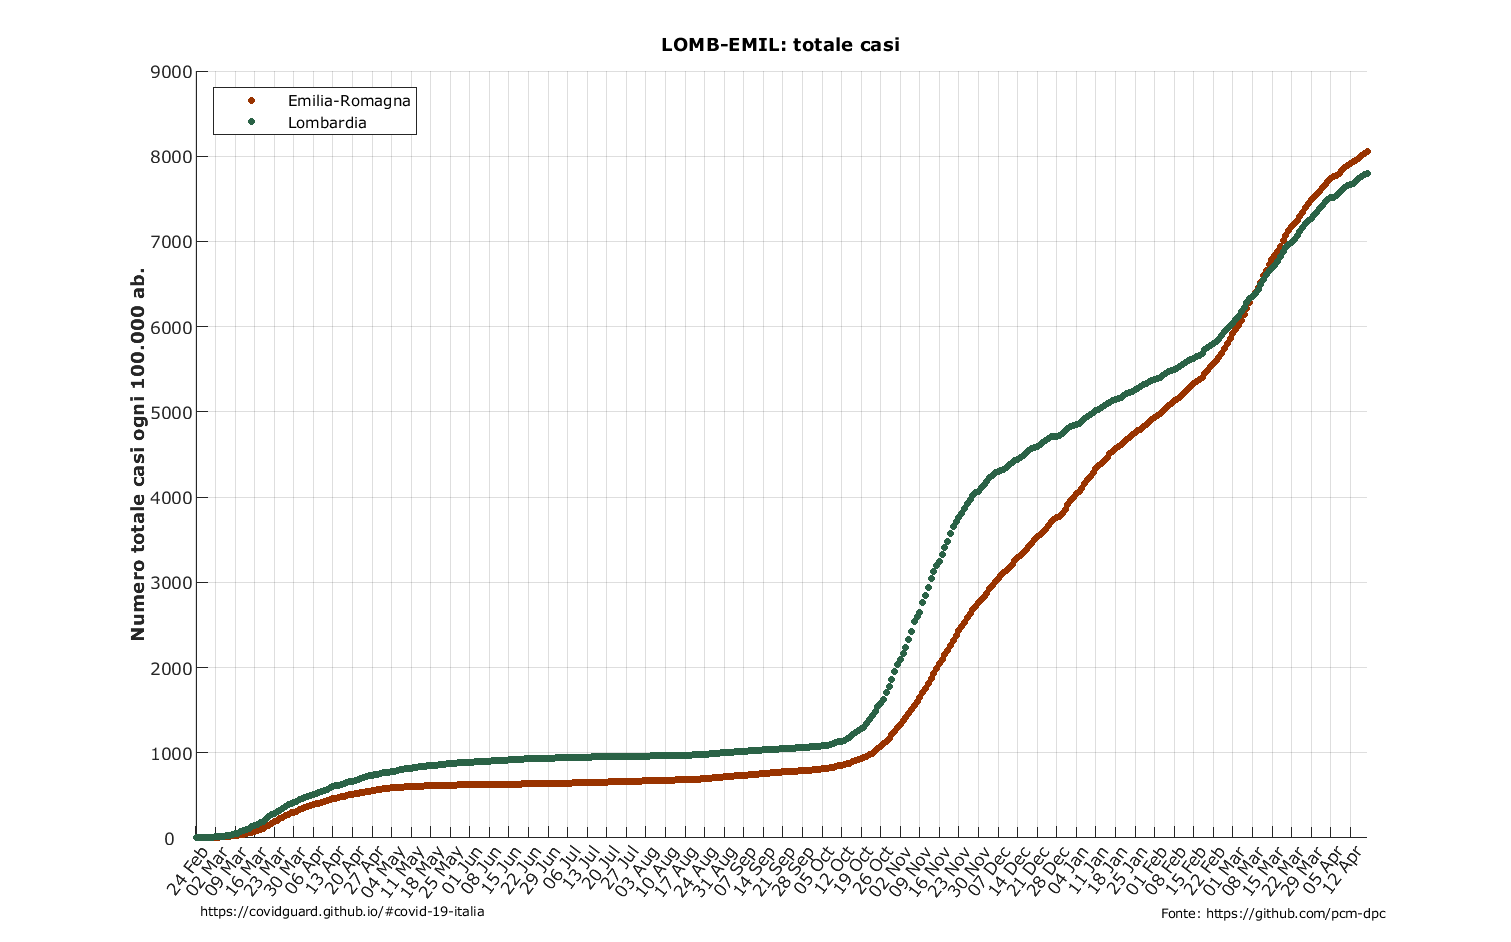 LOMB-EMIL: totale casi
Emilia-Romagna
Lombardia
Numero totale casi ogni 100.000 ab.
9000
8000
7000
6000
5000
4000
3000
2000
1000
0
24 Feb
02 Mar
09 Mar
16 Mar
23 Mar
30 Mar
06 Apr
13 Apr
20 Apr
27 Apr
04 May
11 May
18 May
25 May
01 Jun
08 Jun
15 Jun
22 Jun
29 Jun
06 Jul
13 Jul
20 Jul
27 Jul
03 Aug
10 Aug
17 Aug
24 Aug
31 Aug
07 Sep
14 Sep
21 Sep
28 Sep
05 Oct
12 Oct
19 Oct
26 Oct
02 Nov
09 Nov
16 Nov
23 Nov
30 Nov
07 Dec
14 Dec
21 Dec
28 Dec
04 Jan
11 Jan
18 Jan
25 Jan
01 Feb
08 Feb
15 Feb
22 Feb
01 Mar
08 Mar
15 Mar
22 Mar
29 Mar
05 Apr
12 Apr
https://covidguard.github.io/#covid-19-italia
Fonte: https://github.com/pcm-dpc